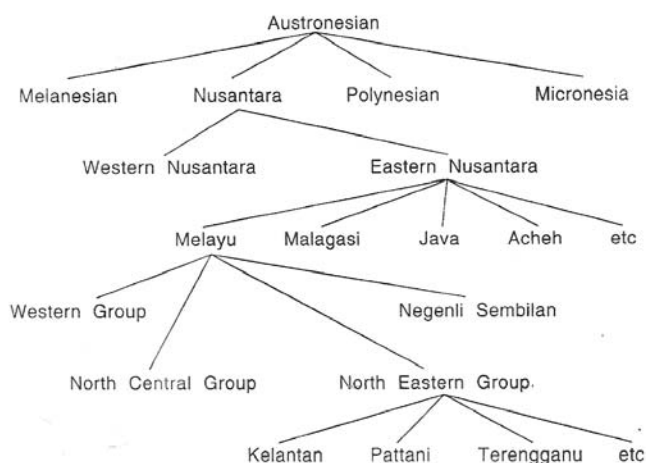 Austronesian
Melanesian Nusantara Polynesian Micronesia
Western Nusantara Eastern Nusantara
Melayu Malagasi Java Acheh etc
Western Group Negenli Sembilan
North Central Group North Eastern Group.
Kelantan Pattani Terengganu etc